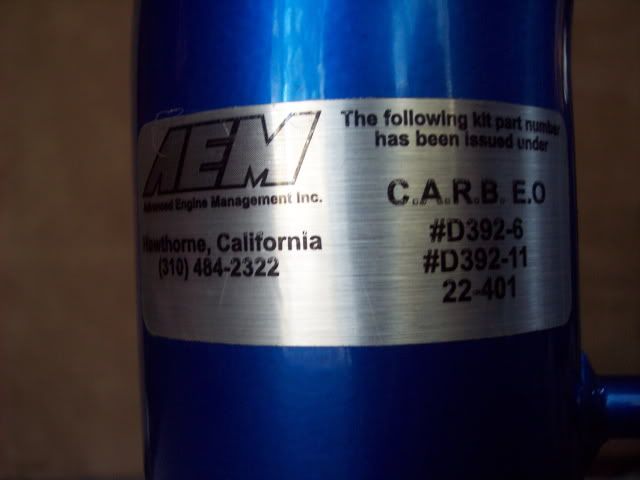 AEM
Advanced Engine Management Inc.
Hawthorne, California
(310) 484-2322
The following kit part number
has been issued under
C.A.R.B. E.O
#D392-6
#D392-11
22-401